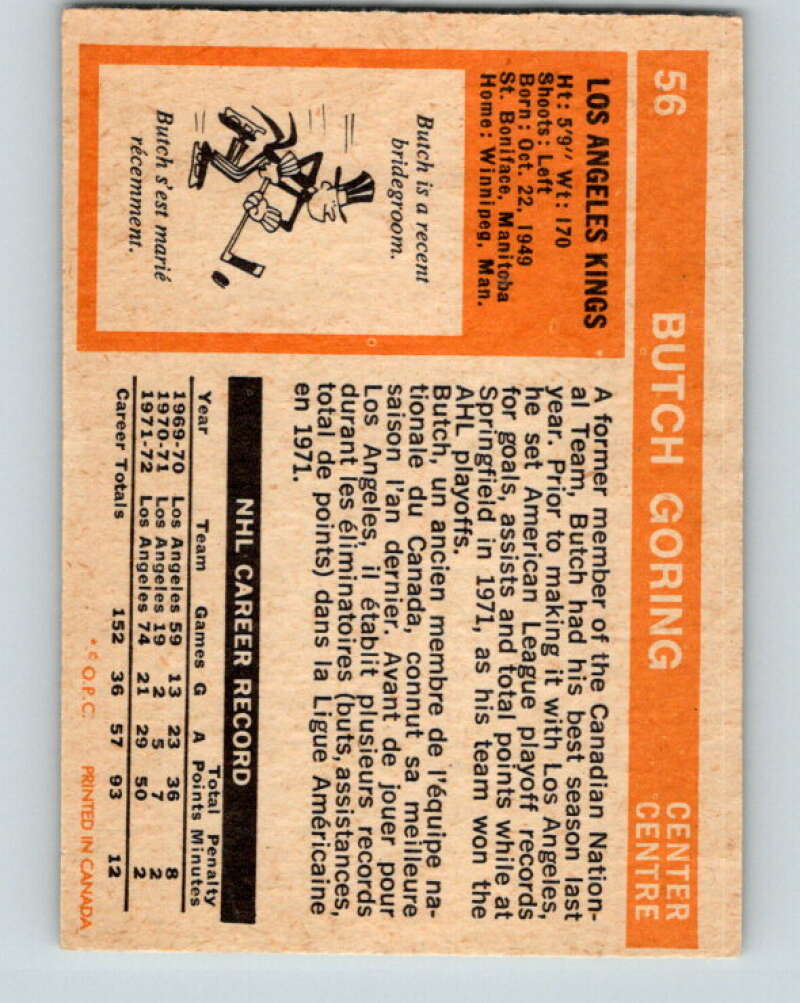 56 BUTCH GORING CENTER
CENTRE
LOS ANGELES KINGS
Ht: 5'9" Wt: 170
Shoots: Left
Born: Oct. 22, 1949
St. Boniface, Manitoba
Home: Winnipeg, Man.
Butch is a recent
bridegroom.
Butch s'est marié
récemment.
A former member of the Canadian Nation-
al Team, Butch had his best season last
year. Prior to making it with Los Angeles,
he set American League playoff records
for goals, assists and total points while at
Springfield in 1971, as his team won the
AHL playoffs.
Butch, un ancien membre de l'équipe na-
tionale du Canada, connut sa meilleure
saison l'an dernier. Avant de jouer pour
Los Angeles, il établit plusieurs records
durant les éliminatoires (buts, assistances,
total de points) dans la Ligue Américaine
en 1971.
NHL CAREER RECORD
Total Penalty
Year Team Games G A Points Minutes
1969-70 Los Angeles 59 13 23 36 8
1970-71 Los Angeles 19 2 5 7 2
1971-72 Los Angeles 74 21 29 50 2
Career Totals 152 36 57 93 12
* © O.P.C. PRINTED IN CANADA